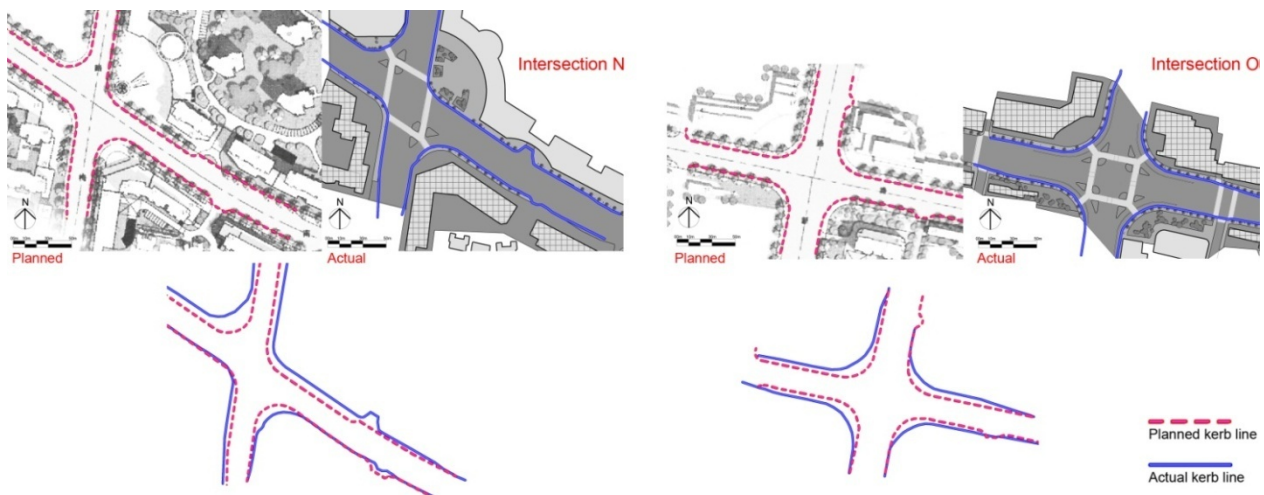 Intersection N
Intersection O
N
N
N
N
Planned
Actual
Planned
Actual
Planned kerb line
Actual kerb line